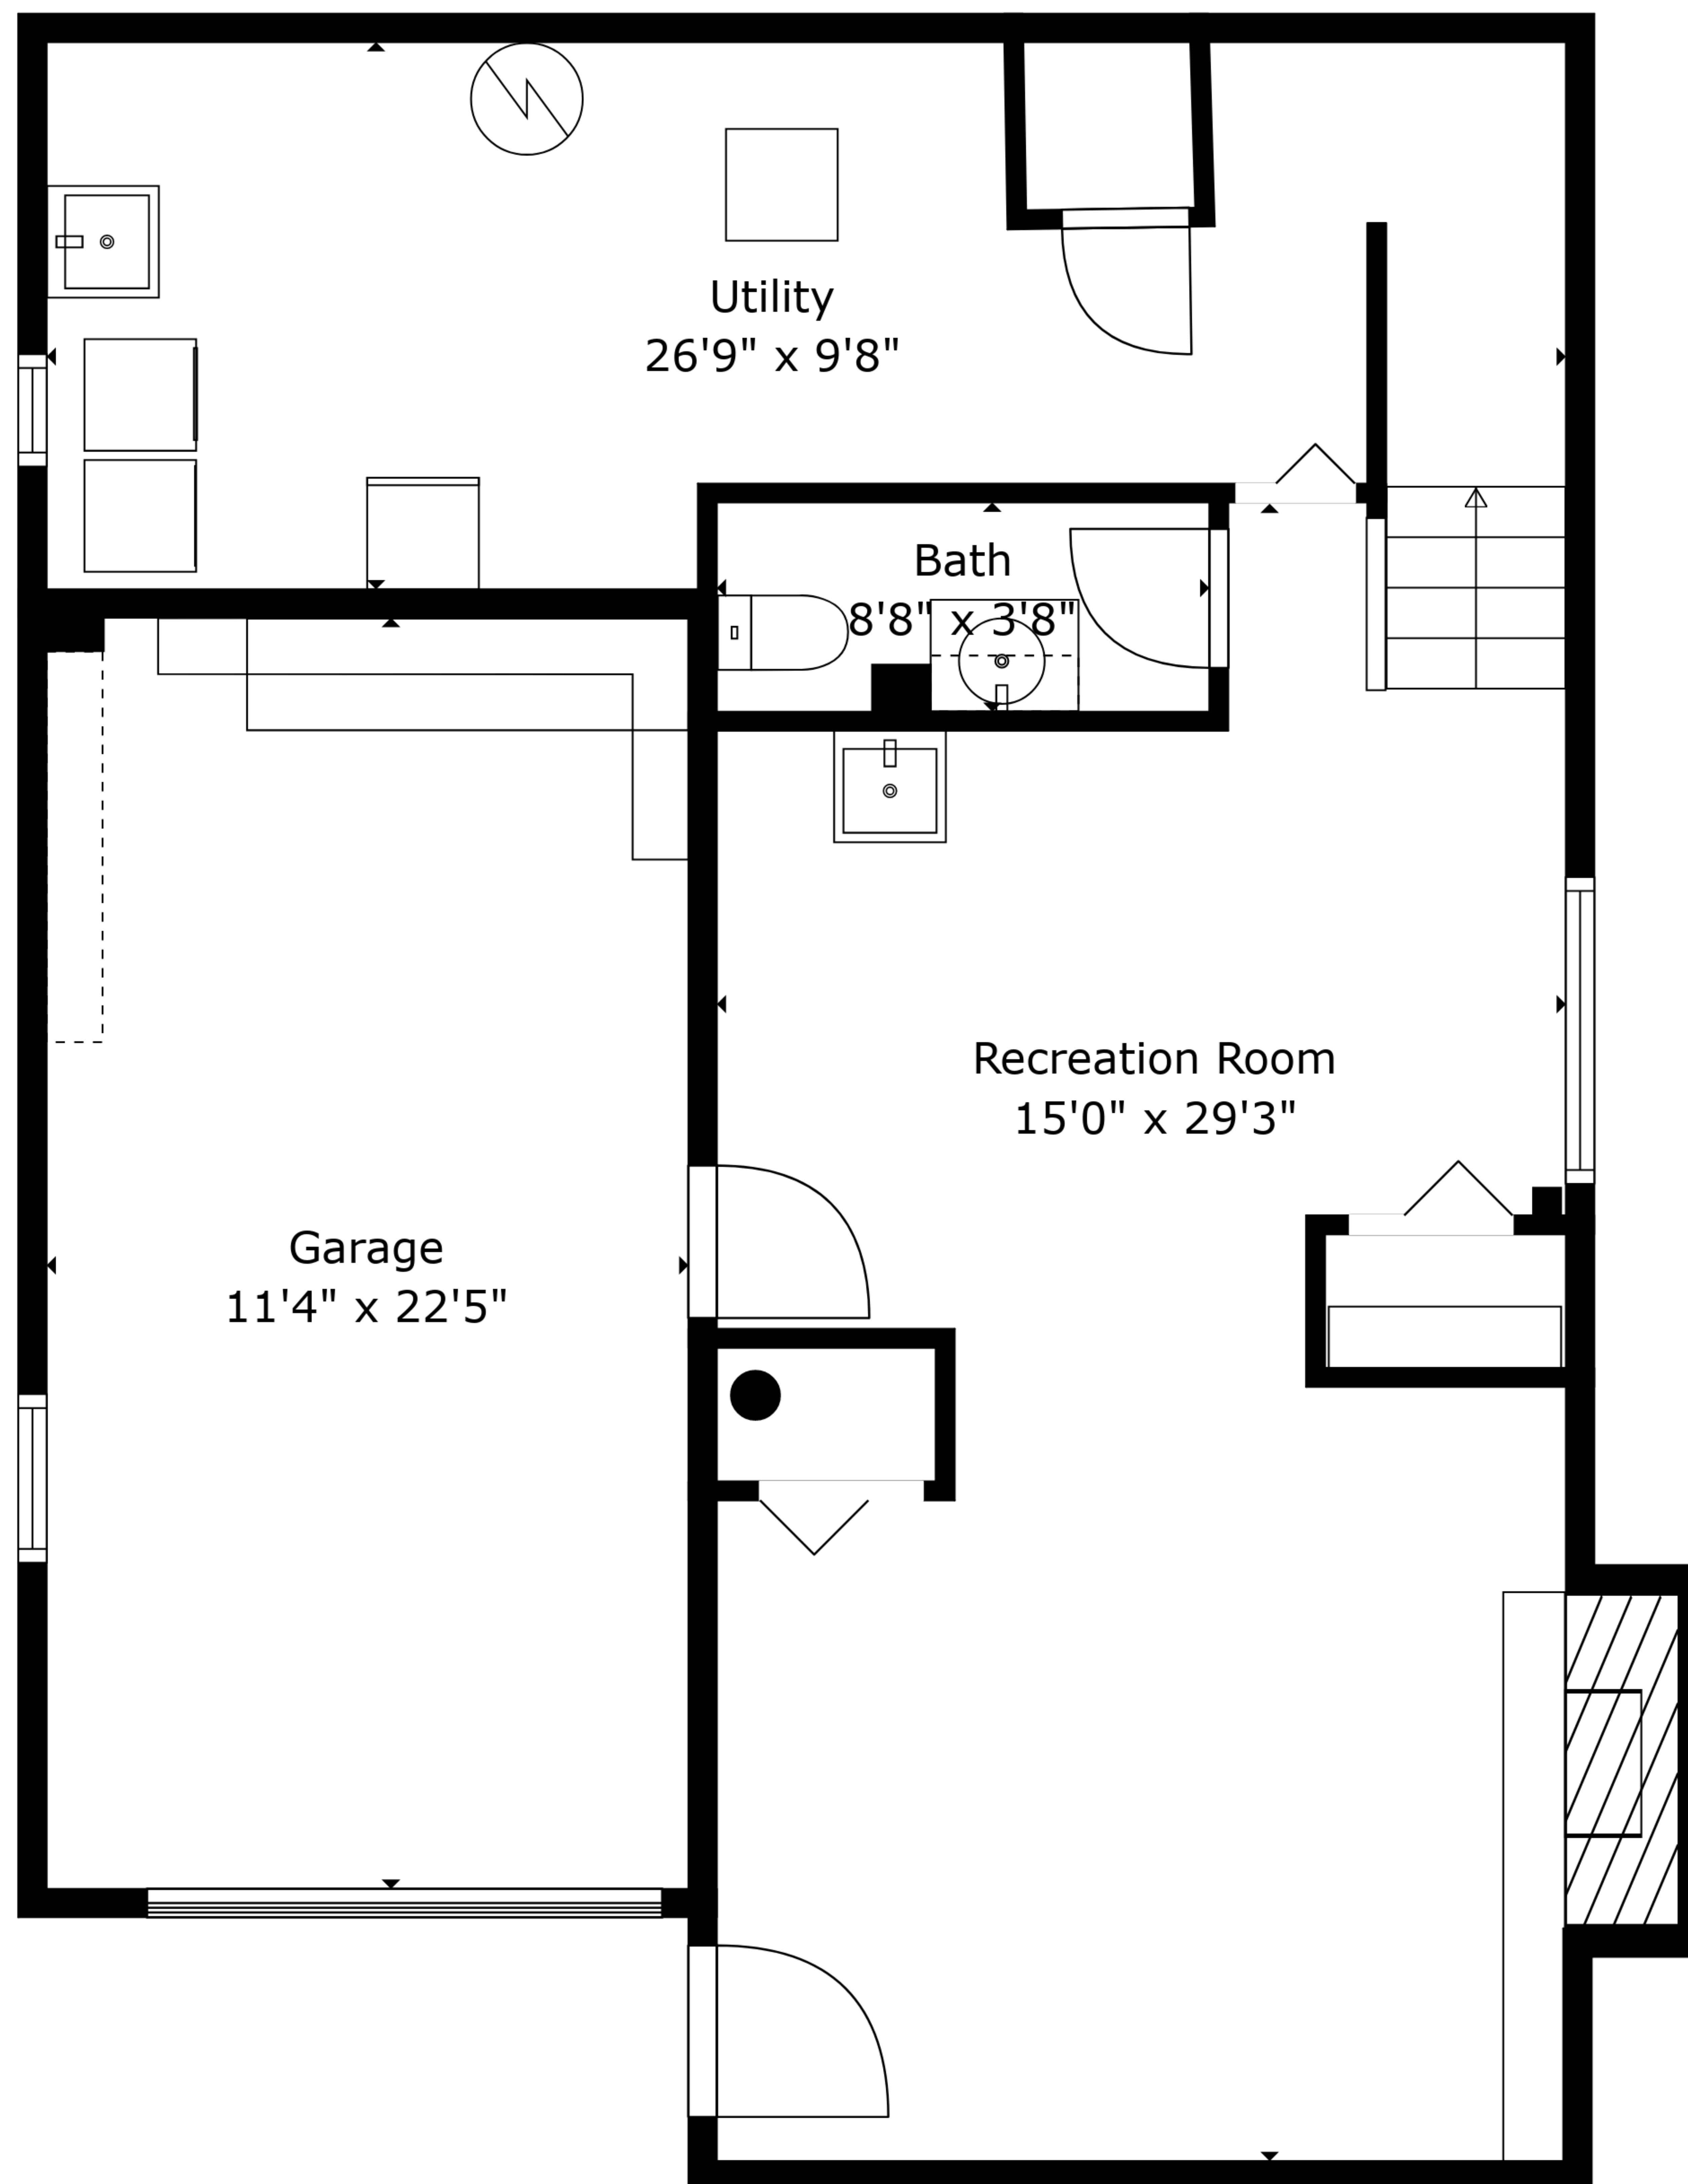 Utility
26'9" x 9'8"
Bath
8'8" x 3'8"
Recreation Room
15'0" x 29'3"
Garage
11'4" x 22'5"